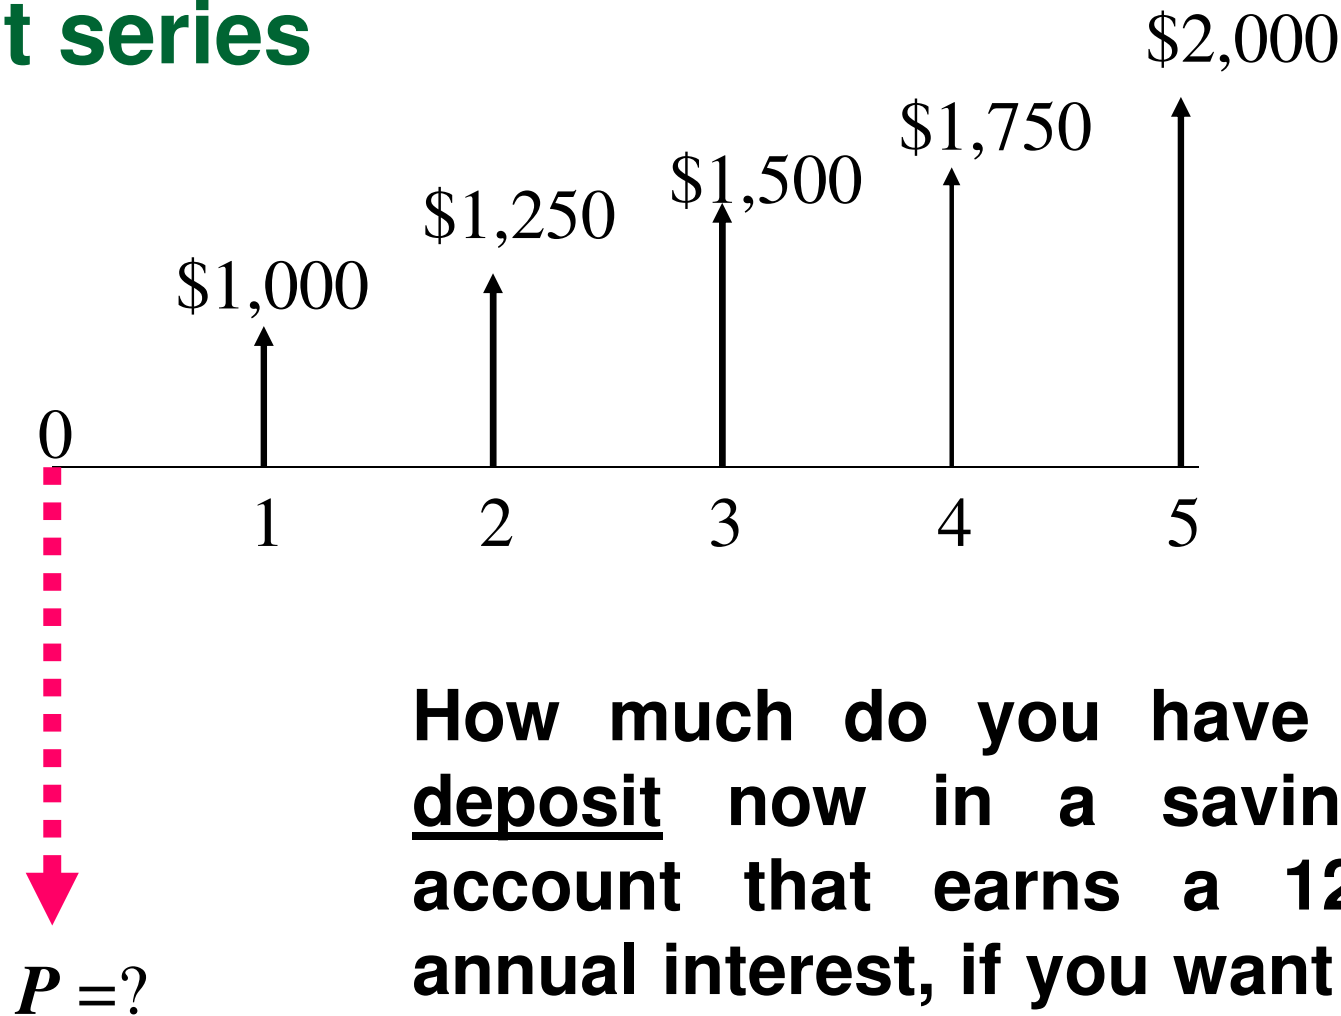 t series
$2,000
$1,750
$1,500
$1,250
$1,000
0
1 2 3 4 5
How much do you have
deposit now in a savin
account that earns a 12
annual interest, if you want
P =?